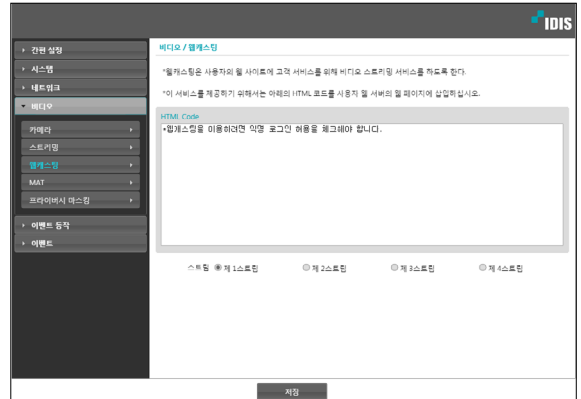 IDIS
간편 설정
시스템
네트워크
비디오
카메라
스트리밍
웹캐스팅
MAT
프라이버시 마스킹
이벤트 동작
이벤트
비디오 / 웹캐스팅
*웹캐스팅은 사용자의 웹 사이트에 고객 서비스를 위해 비디오 스트리밍 서비스를 하도록 한다.
*이 서비스를 제공하기 위해서는 아래의 HTML 코드를 사용자 웹 서버의 웹 페이지에 삽입하십시오.
HTML Code
*웹캐스팅을 이용하려면 익명 로그인 허용을 체크해야 합니다.
스트림 제 1스트림 제 2스트림 제 3스트림 제 4스트림
저장